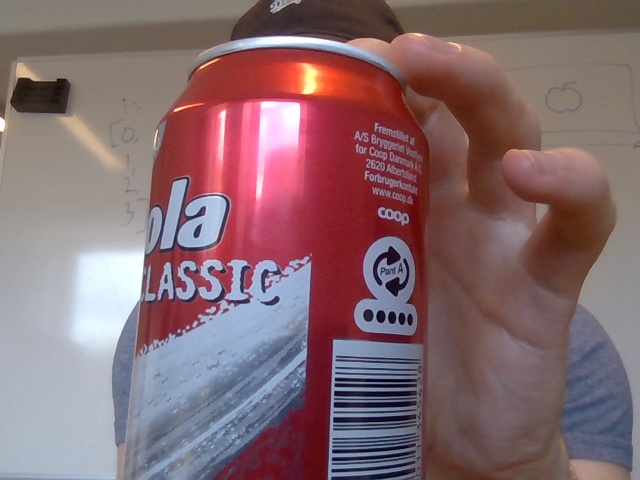 ola
CLASSIC
Fremstillet af
A/S Bryggeriet
for Coop Danmark
2620 Albertslund
Forbrugerkontakt
www.coop.dk
coop
Pant A